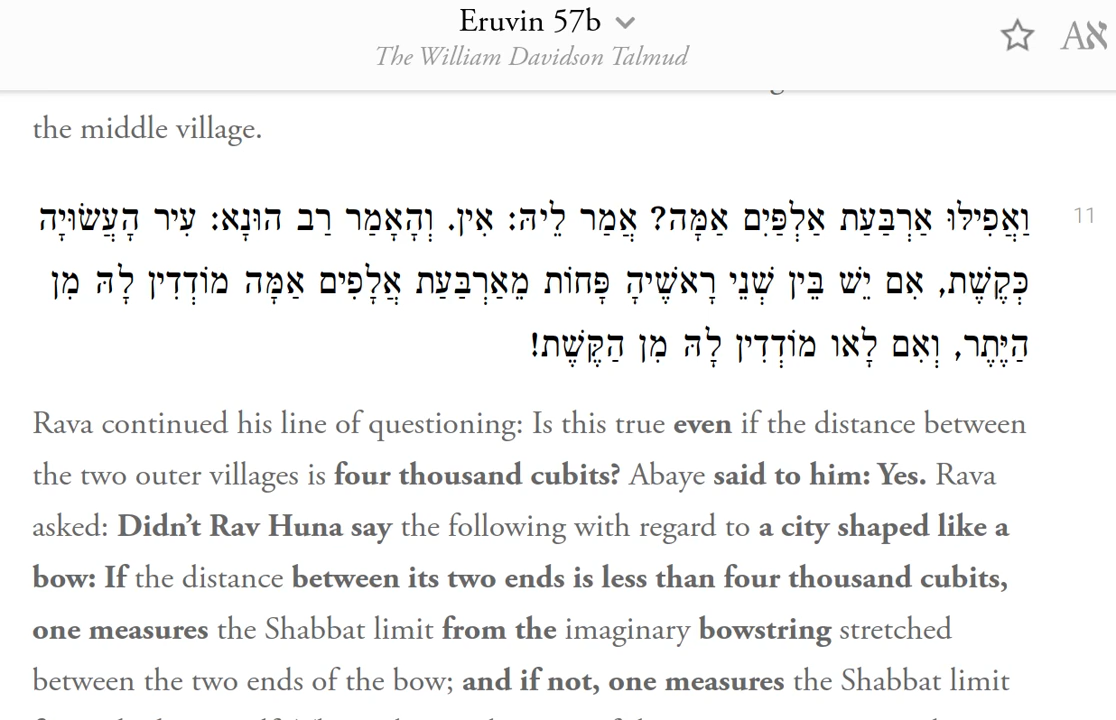 Eruvin 57b
The William Davidson Talmud
the middle village.
11
וַאֲפִילּוּ אַרְבַּעַת אַלְפַּיִם אַמָּה? אֲמַר לֵיהּ: אִין. וְהָאָמַר רַב הוּנָא: עִיר הָעֲשׂוּיָה
כְּקֶשֶׁת, אִם יֵשׁ בֵּין שְׁנֵי רָאשֶׁיהָ פָּחוֹת מֵאַרְבַּעַת אֲלָפִים אַמָּה מוֹדְדִין לָהּ מִן
הַיֶּתֶר, וְאִם לָאו מוֹדְדִין לָהּ מִן הַקֶּשֶׁת!
Rava continued his line of questioning: Is this true even if the distance between
the two outer villages is four thousand cubits? Abaye said to him: Yes. Rava
asked: Didn’t Rav Huna say the following with regard to a city shaped like a
bow: If the distance between its two ends is less than four thousand cubits,
one measures the Shabbat limit from the imaginary bowstring stretched
between the two ends of the bow; and if not, one measures the Shabbat limit